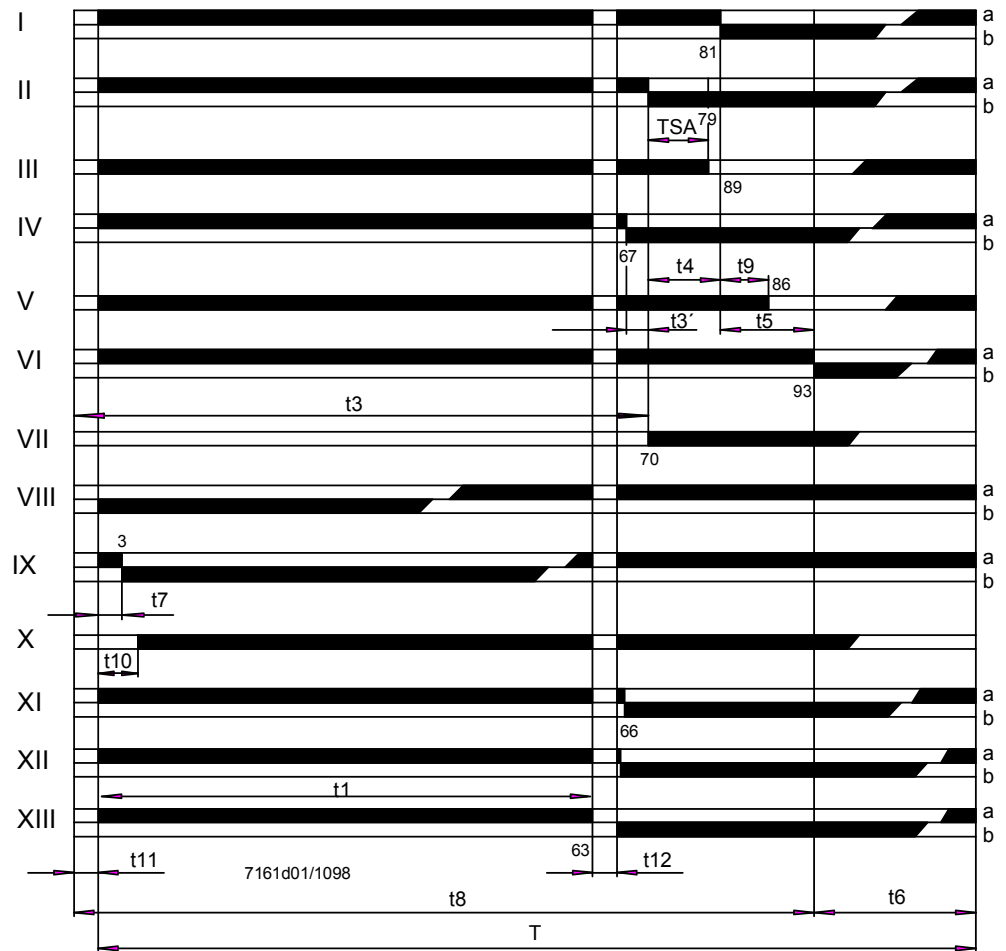 I a
b
81
II a
b
TSA 79
III
89
IV a
b
67
t4 t9
86
V
t3´ t5
VI a
b
93
t3
VII
70
VIII a
b
3
IX a
b
t7
X
t10
XI a
b
66
XII a
b
t1
XIII a
b
63
t11 7161d01/1098 t12
t8 t6
T